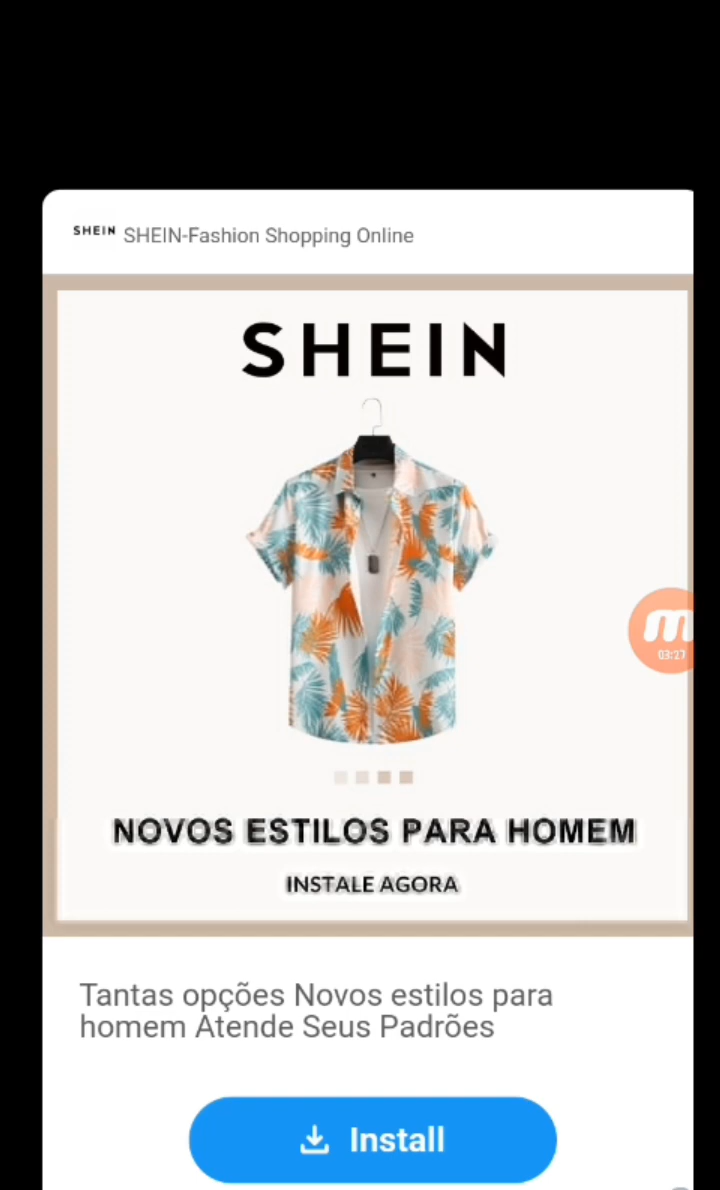 SHEIN SHEIN-Fashion Shopping Online
SHEIN
03:27
NOVOS ESTILOS PARA HOMEM
INSTALE AGORA
Tantas opções Novos estilos para
homem Atende Seus Padrões
Install